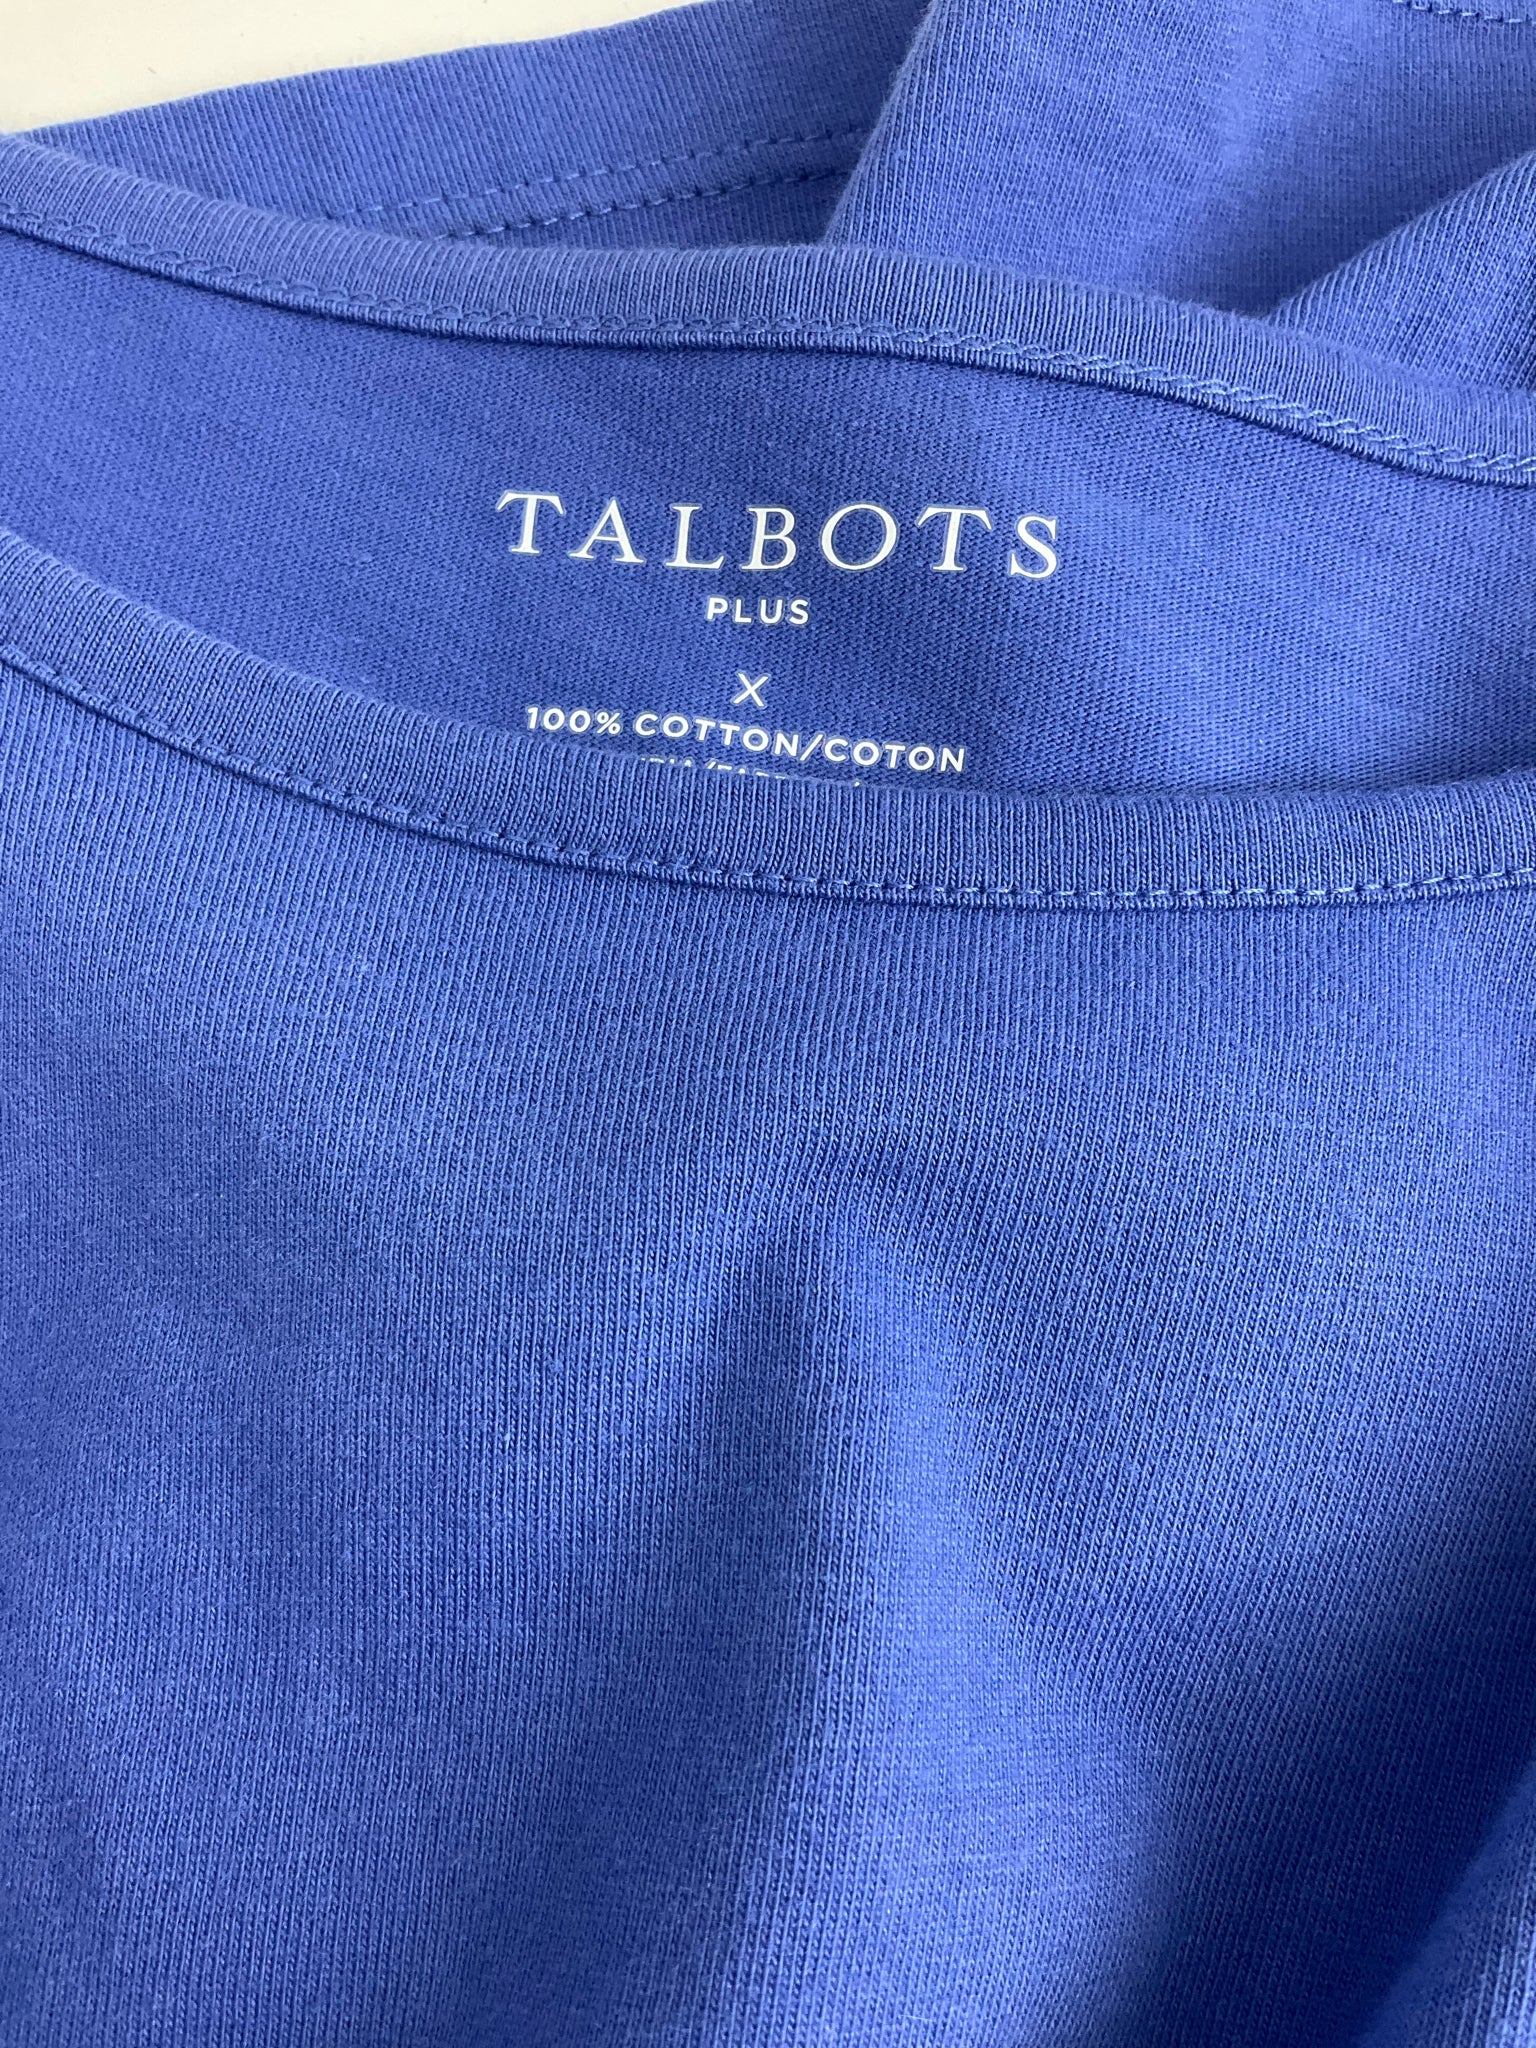 TALBOTS
PLUS
X
100% COTTON/COTON